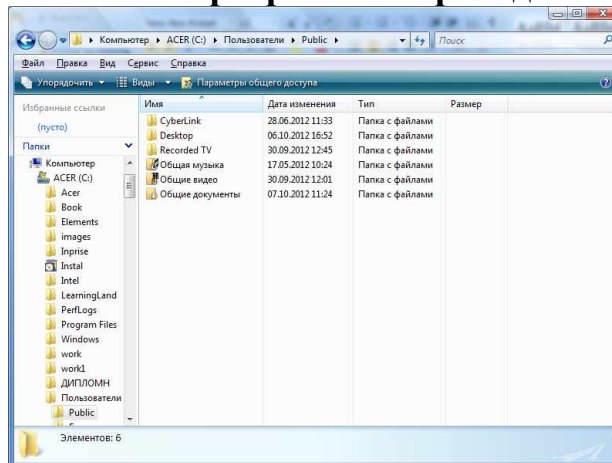 Компьютер ▸ ACER (C:) ▸ Пользователи ▸ Public ▸
Поиск
Файл Правка Вид Сервис Справка
Упорядочить Виды Параметры общего доступа
Избранные ссылки
(пусто)
Папки
Компьютер
ACER (C:)
Acer
Book
Elements
images
Inprise
Instal
Intel
LearningLand
PerfLogs
Program Files
Windows
work
work1
ДИПЛОМН
Пользователи
Public
Имя Дата изменения Тип Размер
CyberLink 28.06.2012 11:33 Папка с файлами
Desktop 06.10.2012 16:52 Папка с файлами
Recorded TV 30.09.2012 12:45 Папка с файлами
Общая музыка 17.05.2012 10:24 Папка с файлами
Общие видео 30.09.2012 12:01 Папка с файлами
Общие документы 07.10.2012 11:24 Папка с файлами
Элементов: 6